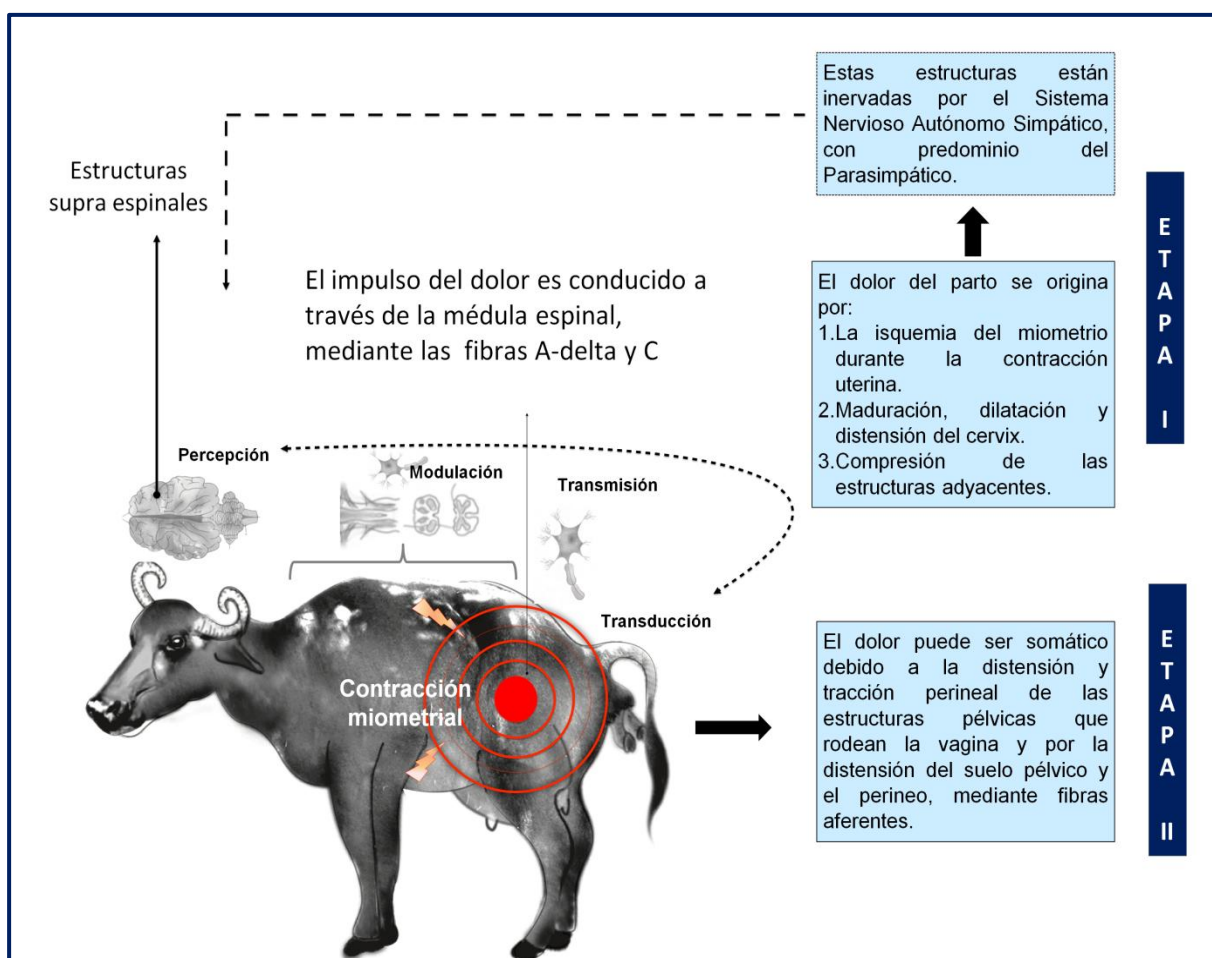 Estas estructuras están
inervadas por el Sistema
Nervioso Autónomo Simpático,
con predominio del
Parasimpático.
Estructuras
supra espinales
El impulso del dolor es conducido a
través de la médula espinal,
mediante las fibras A-delta y C
El dolor del parto se origina
por:
1.La isquemia del miometrio
durante la contracción
uterina.
2.Maduración, dilatación y
distensión del cervix.
3.Compresión de las
estructuras adyacentes.
ETAPA I
Percepción
Modulación
Transmisión
Transducción
Contracción
miometrial
El dolor puede ser somático
debido a la distensión y
tracción perineal de las
estructuras pélvicas que
rodean la vagina y por la
distensión del suelo pélvico y
el perineo, mediante fibras
aferentes.
ETAPA II